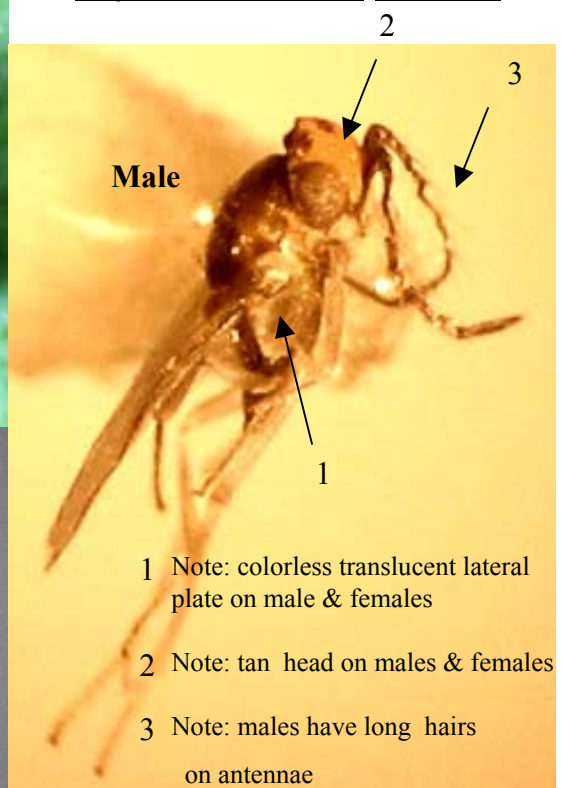 2
3
Male
1
1 Note: colorless translucent lateral
plate on male & females
2 Note: tan head on males & females
3 Note: males have long hairs
on antennae